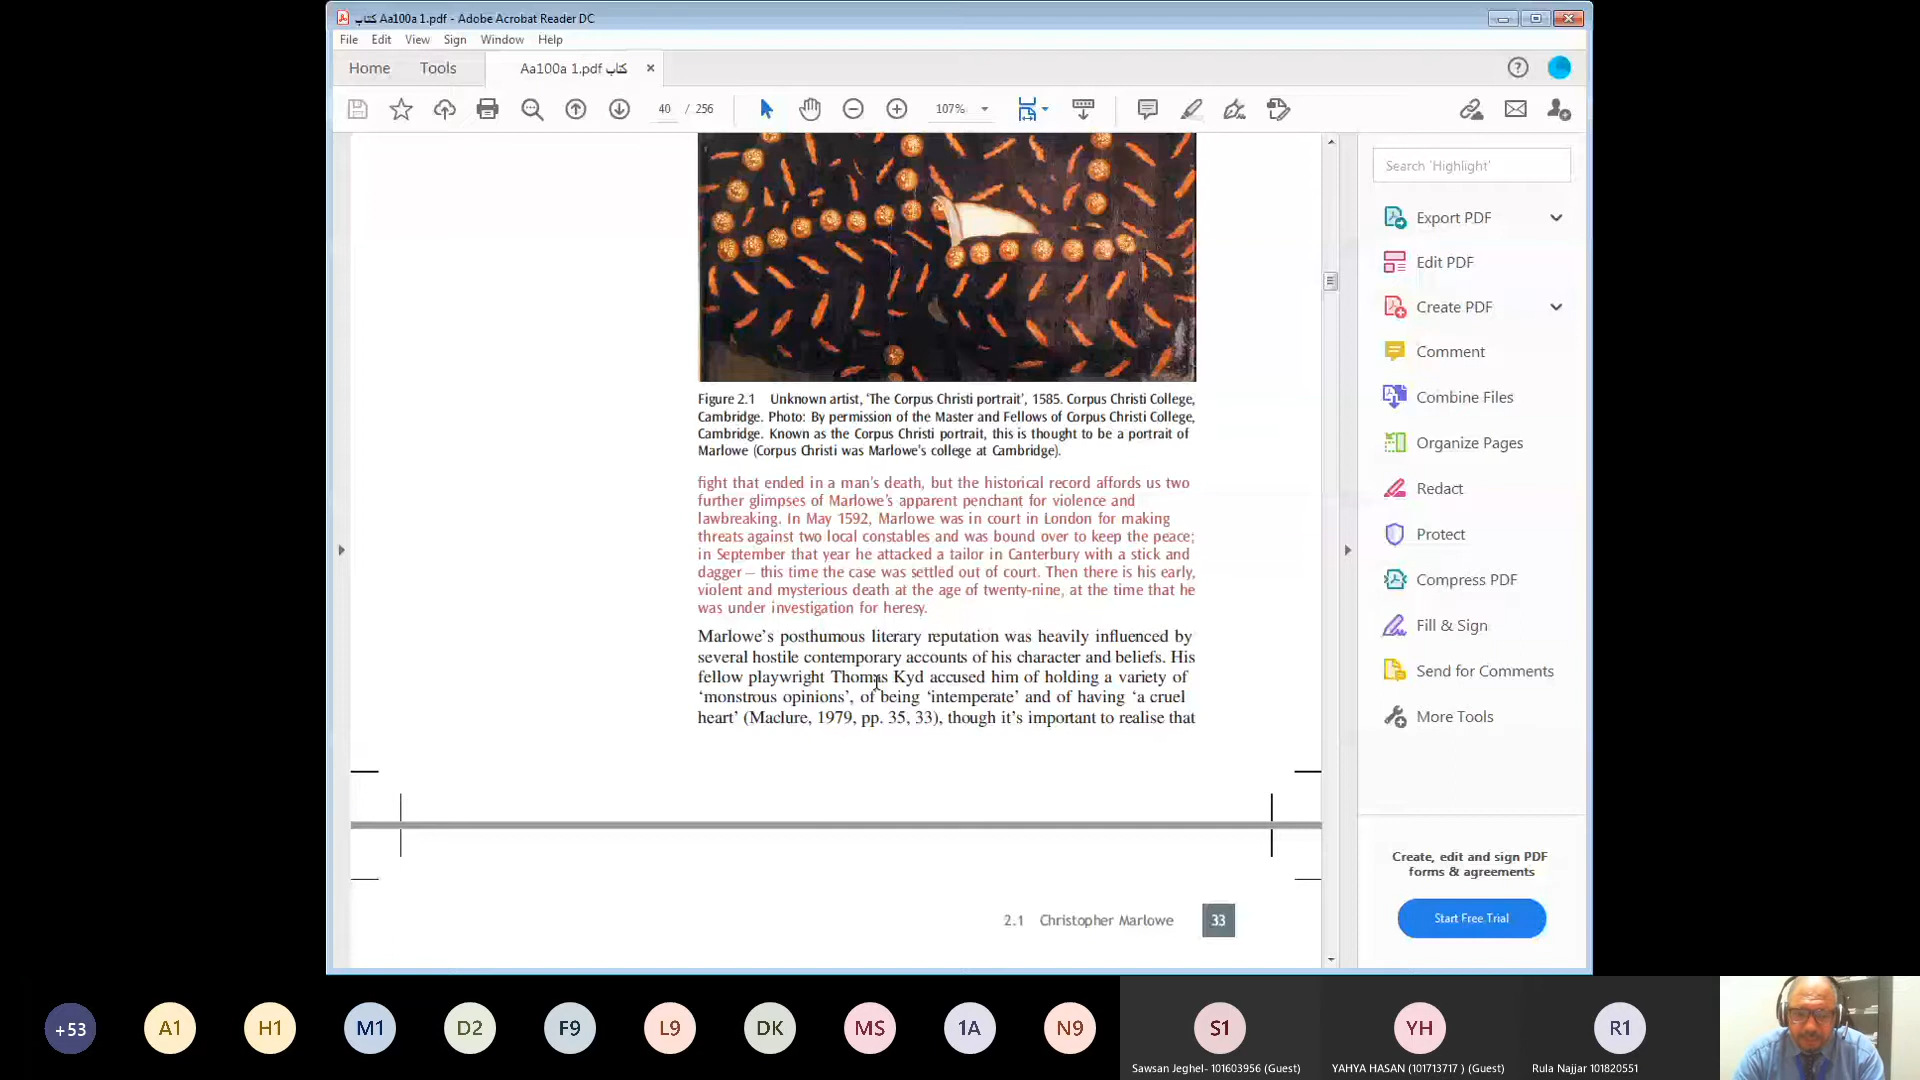 كتاب Aa100a 1.pdf - Adobe Acrobat Reader DC
File Edit View Sign Window Help
Home Tools Aa100a 1.pdf كتاب
40 / 256 107%
Search 'Highlight'
Export PDF
Edit PDF
Create PDF
Comment
Combine Files
Organize Pages
Redact
Protect
Compress PDF
Fill & Sign
Send for Comments
More Tools
Create, edit and sign PDF
forms & agreements
Start Free Trial
Figure 2.1 Unknown artist, ‘The Corpus Christi portrait’, 1585. Corpus Christi College,
Cambridge. Photo: By permission of the Master and Fellows of Corpus Christi College,
Cambridge. Known as the Corpus Christi portrait, this is thought to be a portrait of
Marlowe (Corpus Christi was Marlowe’s college at Cambridge).
fight that ended in a man’s death, but the historical record affords us two
further glimpses of Marlowe’s apparent penchant for violence and
lawbreaking. In May 1592, Marlowe was in court in London for making
threats against two local constables and was bound over to keep the peace;
in September that year he attacked a tailor in Canterbury with a stick and
dagger – this time the case was settled out of court. Then there is his early,
violent and mysterious death at the age of twenty-nine, at the time that he
was under investigation for heresy.
Marlowe’s posthumous literary reputation was heavily influenced by
several hostile contemporary accounts of his character and beliefs. His
fellow playwright Thomas Kyd accused him of holding a variety of
‘monstrous opinions’, of being ‘intemperate’ and of having ‘a cruel
heart’ (Maclure, 1979, pp. 35, 33), though it’s important to realise that
2.1 Christopher Marlowe 33
+53 A1 H1 M1 D2 F9 L9 DK MS 1A N9 S1 YH R1
Sawsan Jeghel- 101603956 (Guest) YAHYA HASAN (101713717 ) (Guest) Rula Najjar 101820551